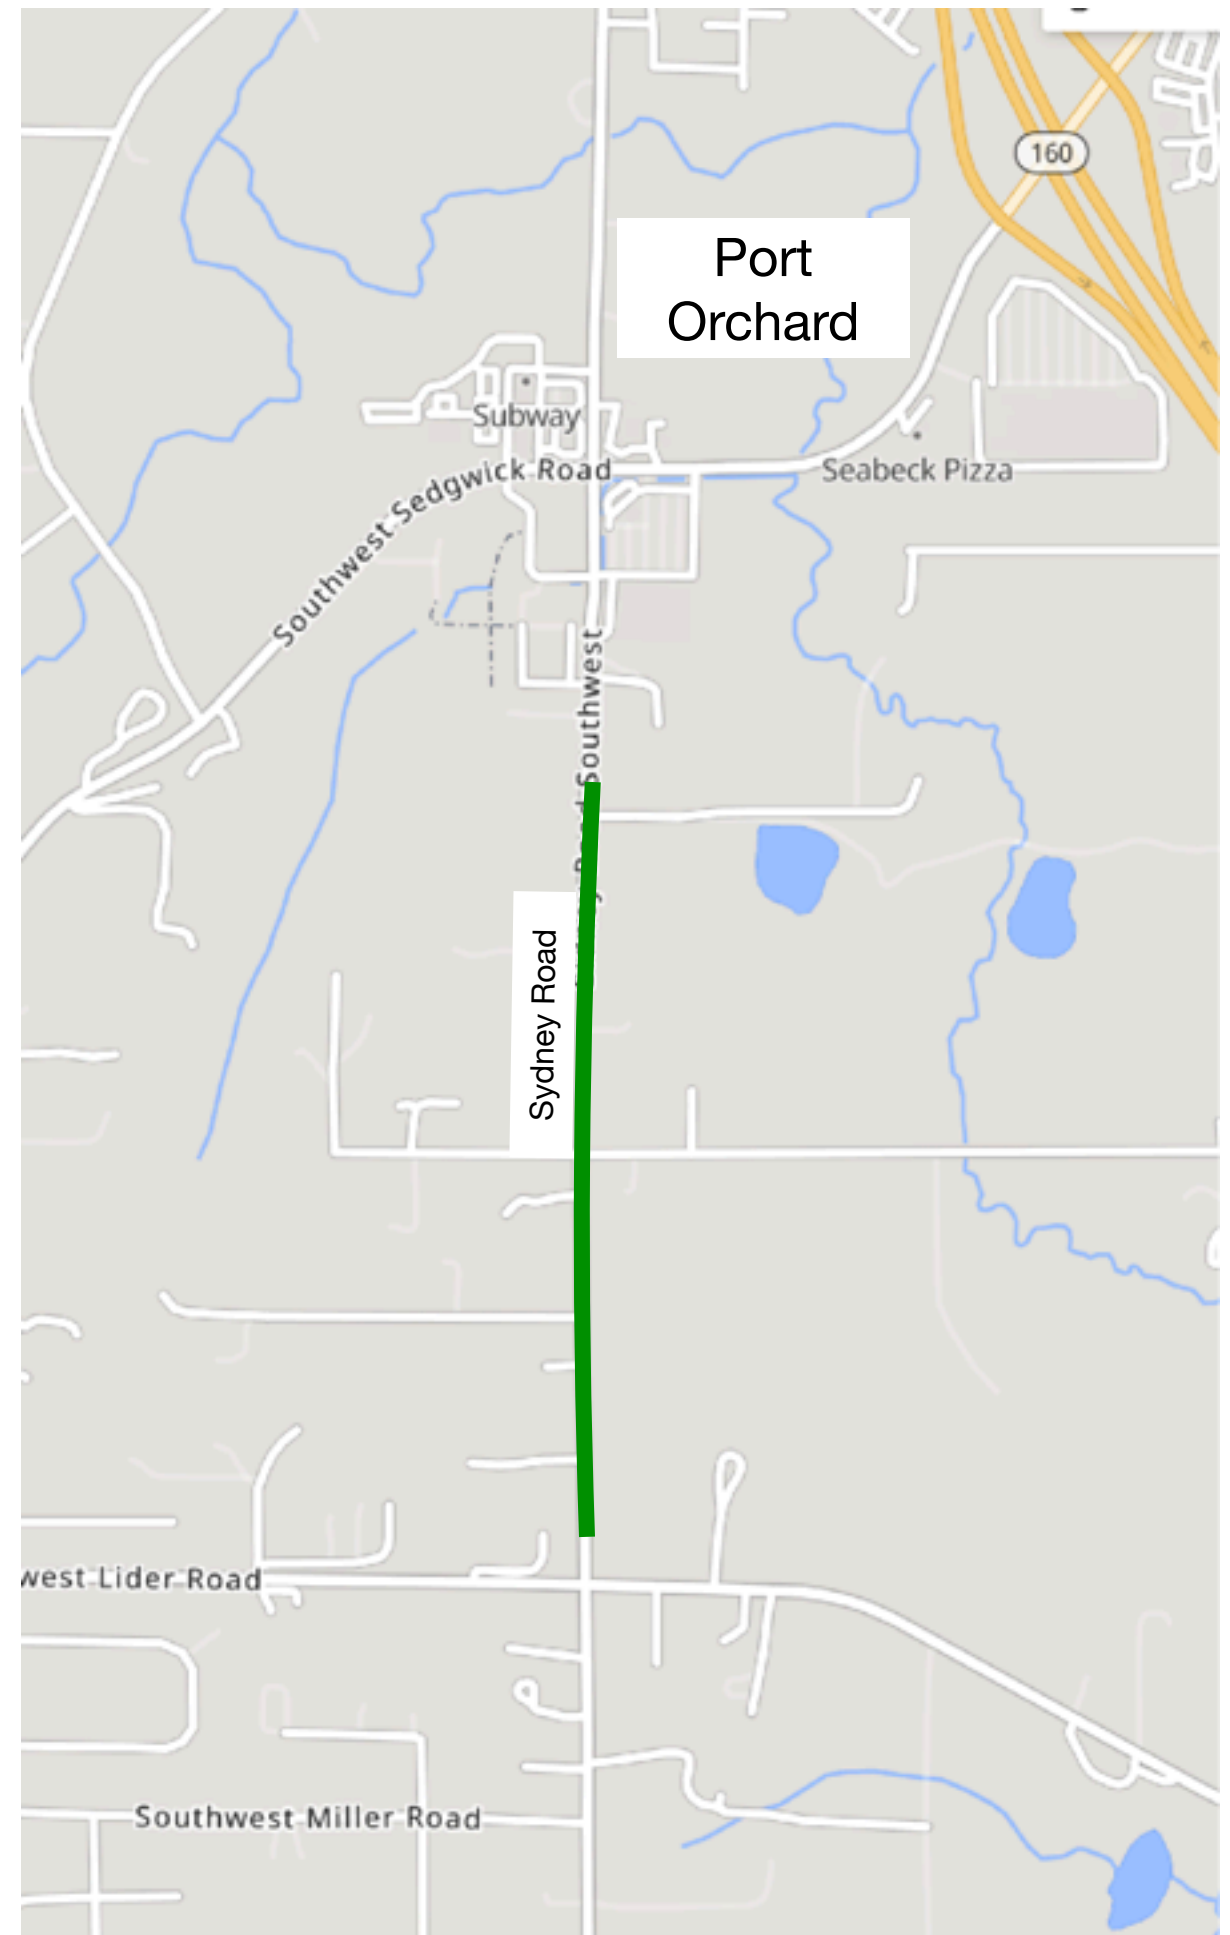 160
Port
Orchard
Subway
Seabeck Pizza
Southwest Sedgwick Road
Southwest
Sydney Road
west Lider Road
Southwest Miller Road